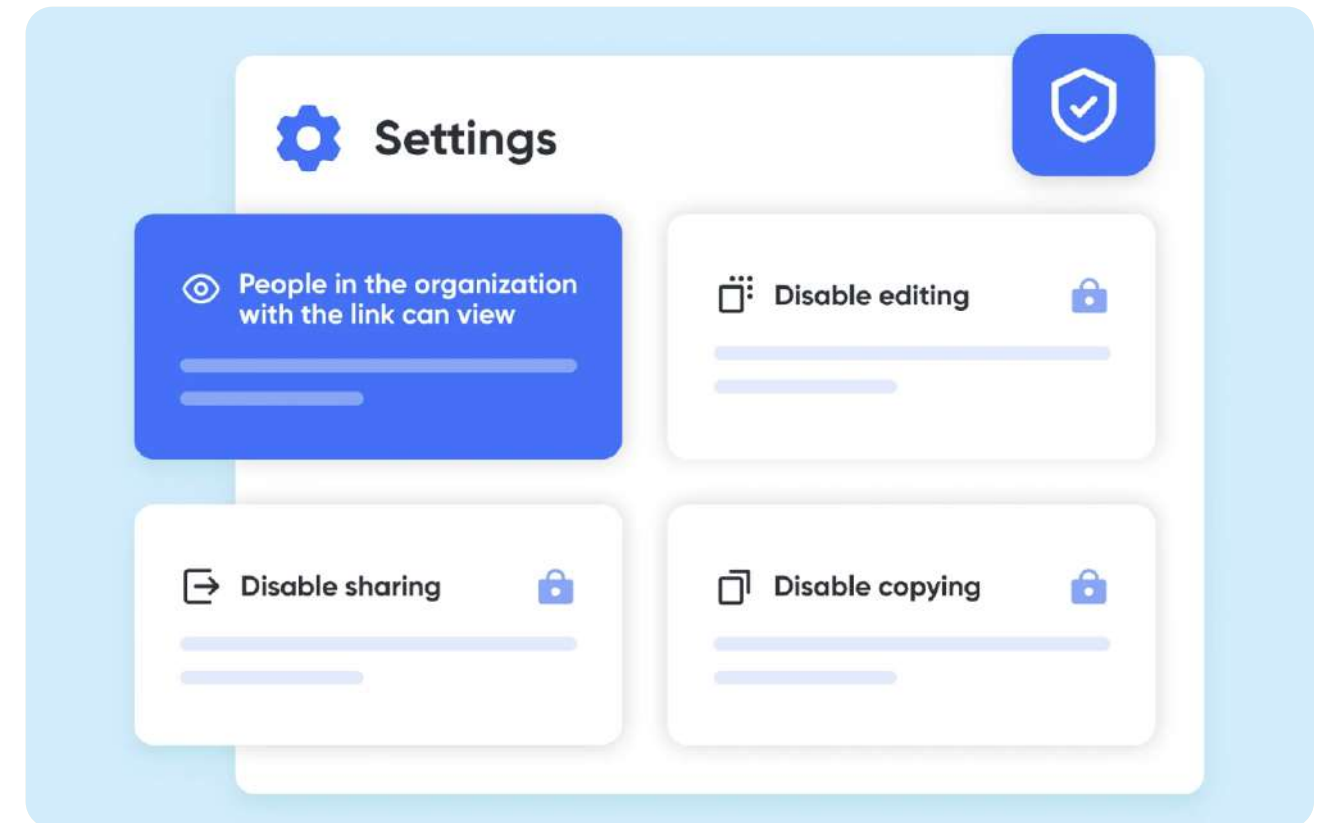 Settings
People in the organization
with the link can view
Disable editing
Disable sharing
Disable copying